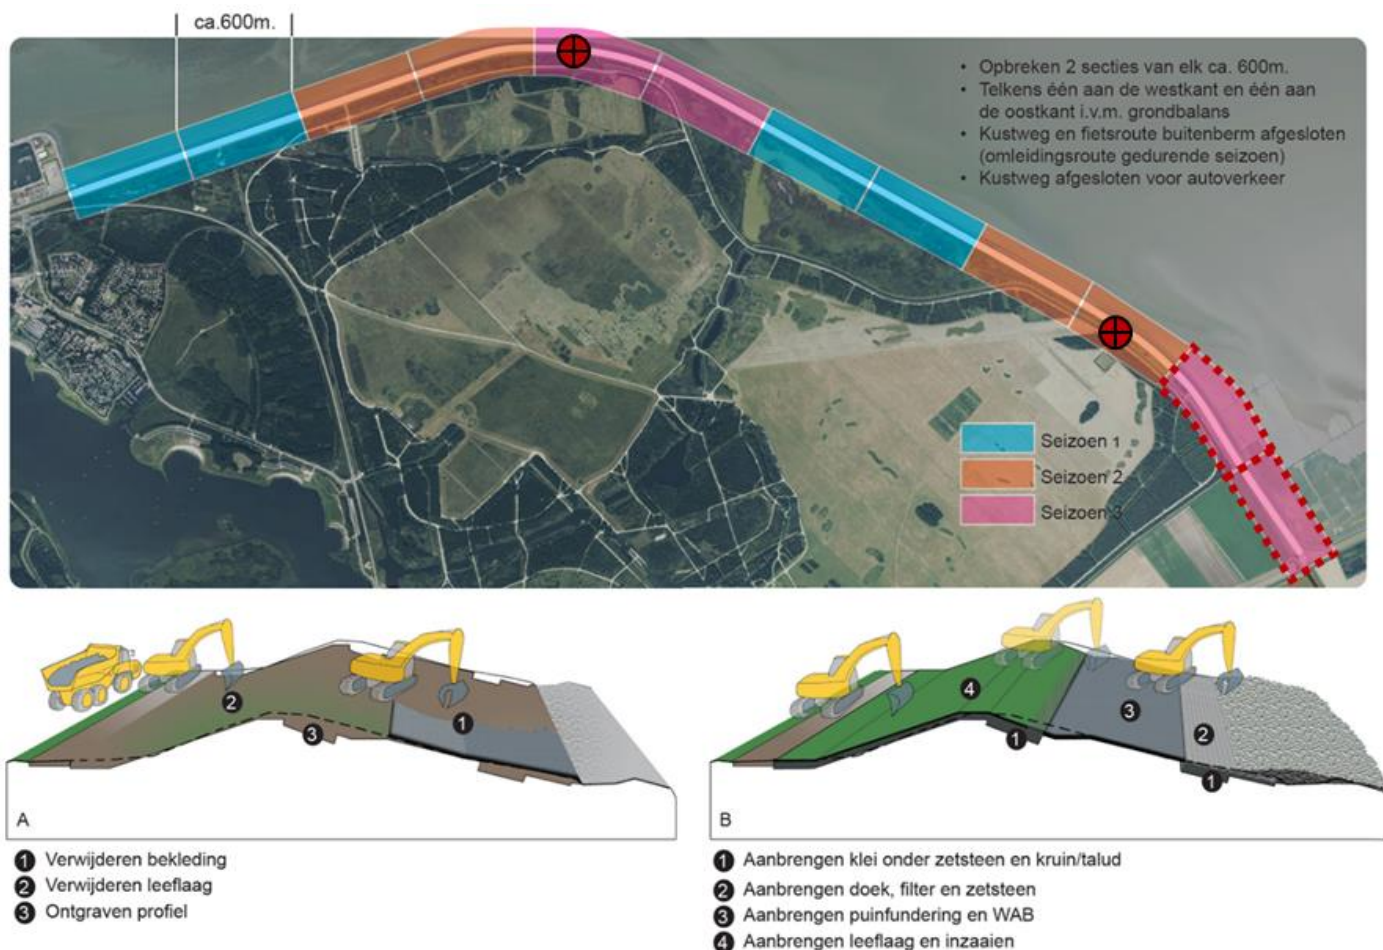 ca.600m.
• Opbreken 2 secties van elk ca. 600m.
• Telkens één aan de westkant en één aan
de oostkant i.v.m. grondbalans
• Kustweg en fietsroute buitenberm afgesloten
(omleidingsroute gedurende seizoen)
• Kustweg afgesloten voor autoverkeer
Seizoen 1
Seizoen 2
Seizoen 3
1
2
3
A
1 Verwijderen bekleding
2 Verwijderen leeflaag
3 Ontgraven profiel
4
3
2
1
1
B
1 Aanbrengen klei onder zetsteen en kruin/talud
2 Aanbrengen doek, filter en zetsteen
3 Aanbrengen puinfundering en WAB
4 Aanbrengen leeflaag en inzaaien